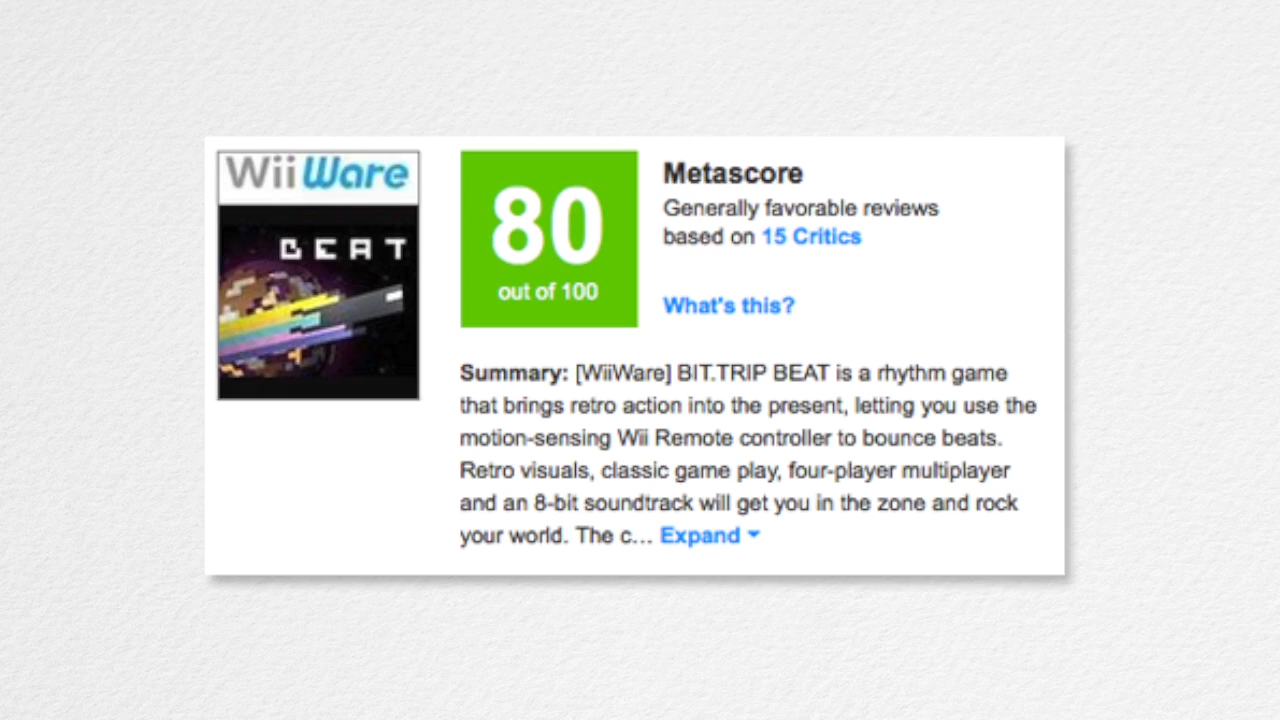 WiiWare
BEAT
80
out of 100
Metascore
Generally favorable reviews
based on 15 Critics
What's this?
Summary: [WiiWare] BIT.TRIP BEAT is a rhythm game
that brings retro action into the present, letting you use the
motion-sensing Wii Remote controller to bounce beats.
Retro visuals, classic game play, four-player multiplayer
and an 8-bit soundtrack will get you in the zone and rock
your world. The c... Expand